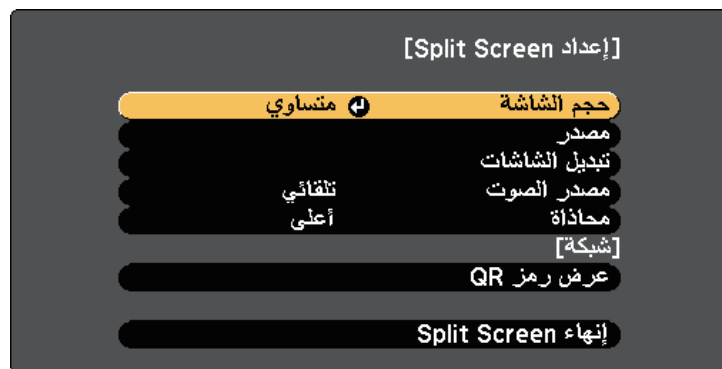 [إعداد Split Screen]
حجم الشاشة متساوي
مصدر
تبديل الشاشات
مصدر الصوت تلقائي
محاذاة أعلى
[شبكة]
عرض رمز QR
إنهاء Split Screen